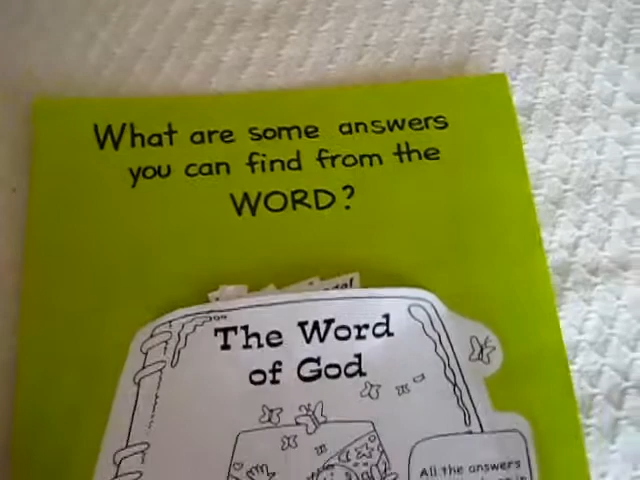 What are some answers
you can find from the
WORD?
The Word
of God
All the answers